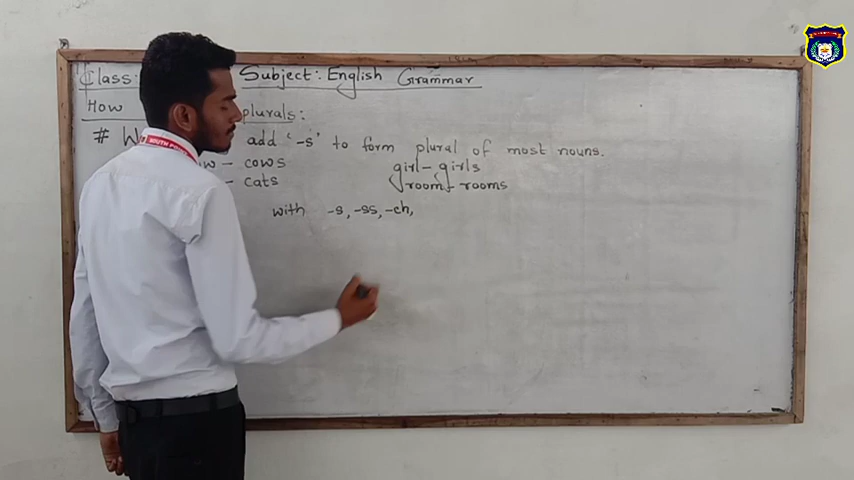 Class: Subject: English Grammar
How plurals:
# add '-s' to form plural of most nouns.
- cows girl- girls
- cats room- rooms
with -s, -ss, -ch,